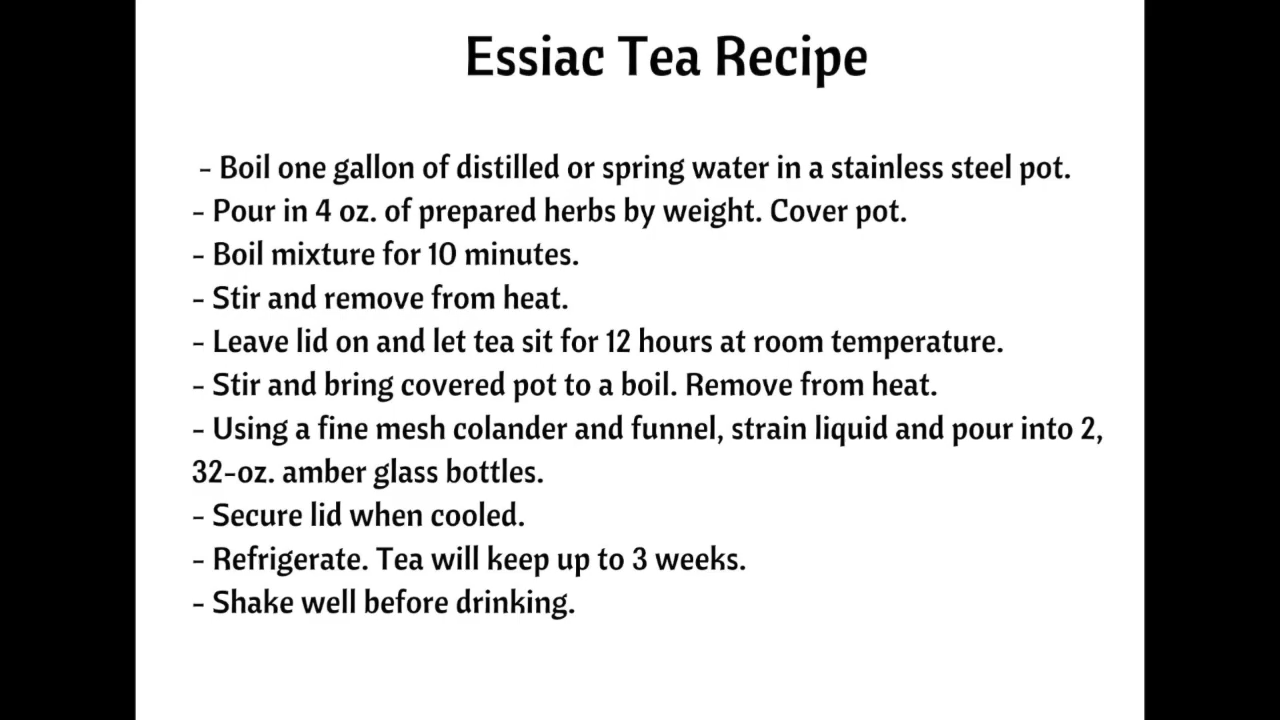 Essiac Tea Recipe
- Boil one gallon of distilled or spring water in a stainless steel pot.
- Pour in 4 oz. of prepared herbs by weight. Cover pot.
- Boil mixture for 10 minutes.
- Stir and remove from heat.
- Leave lid on and let tea sit for 12 hours at room temperature.
- Stir and bring covered pot to a boil. Remove from heat.
- Using a fine mesh colander and funnel, strain liquid and pour into 2,
32-oz. amber glass bottles.
- Secure lid when cooled.
- Refrigerate. Tea will keep up to 3 weeks.
- Shake well before drinking.